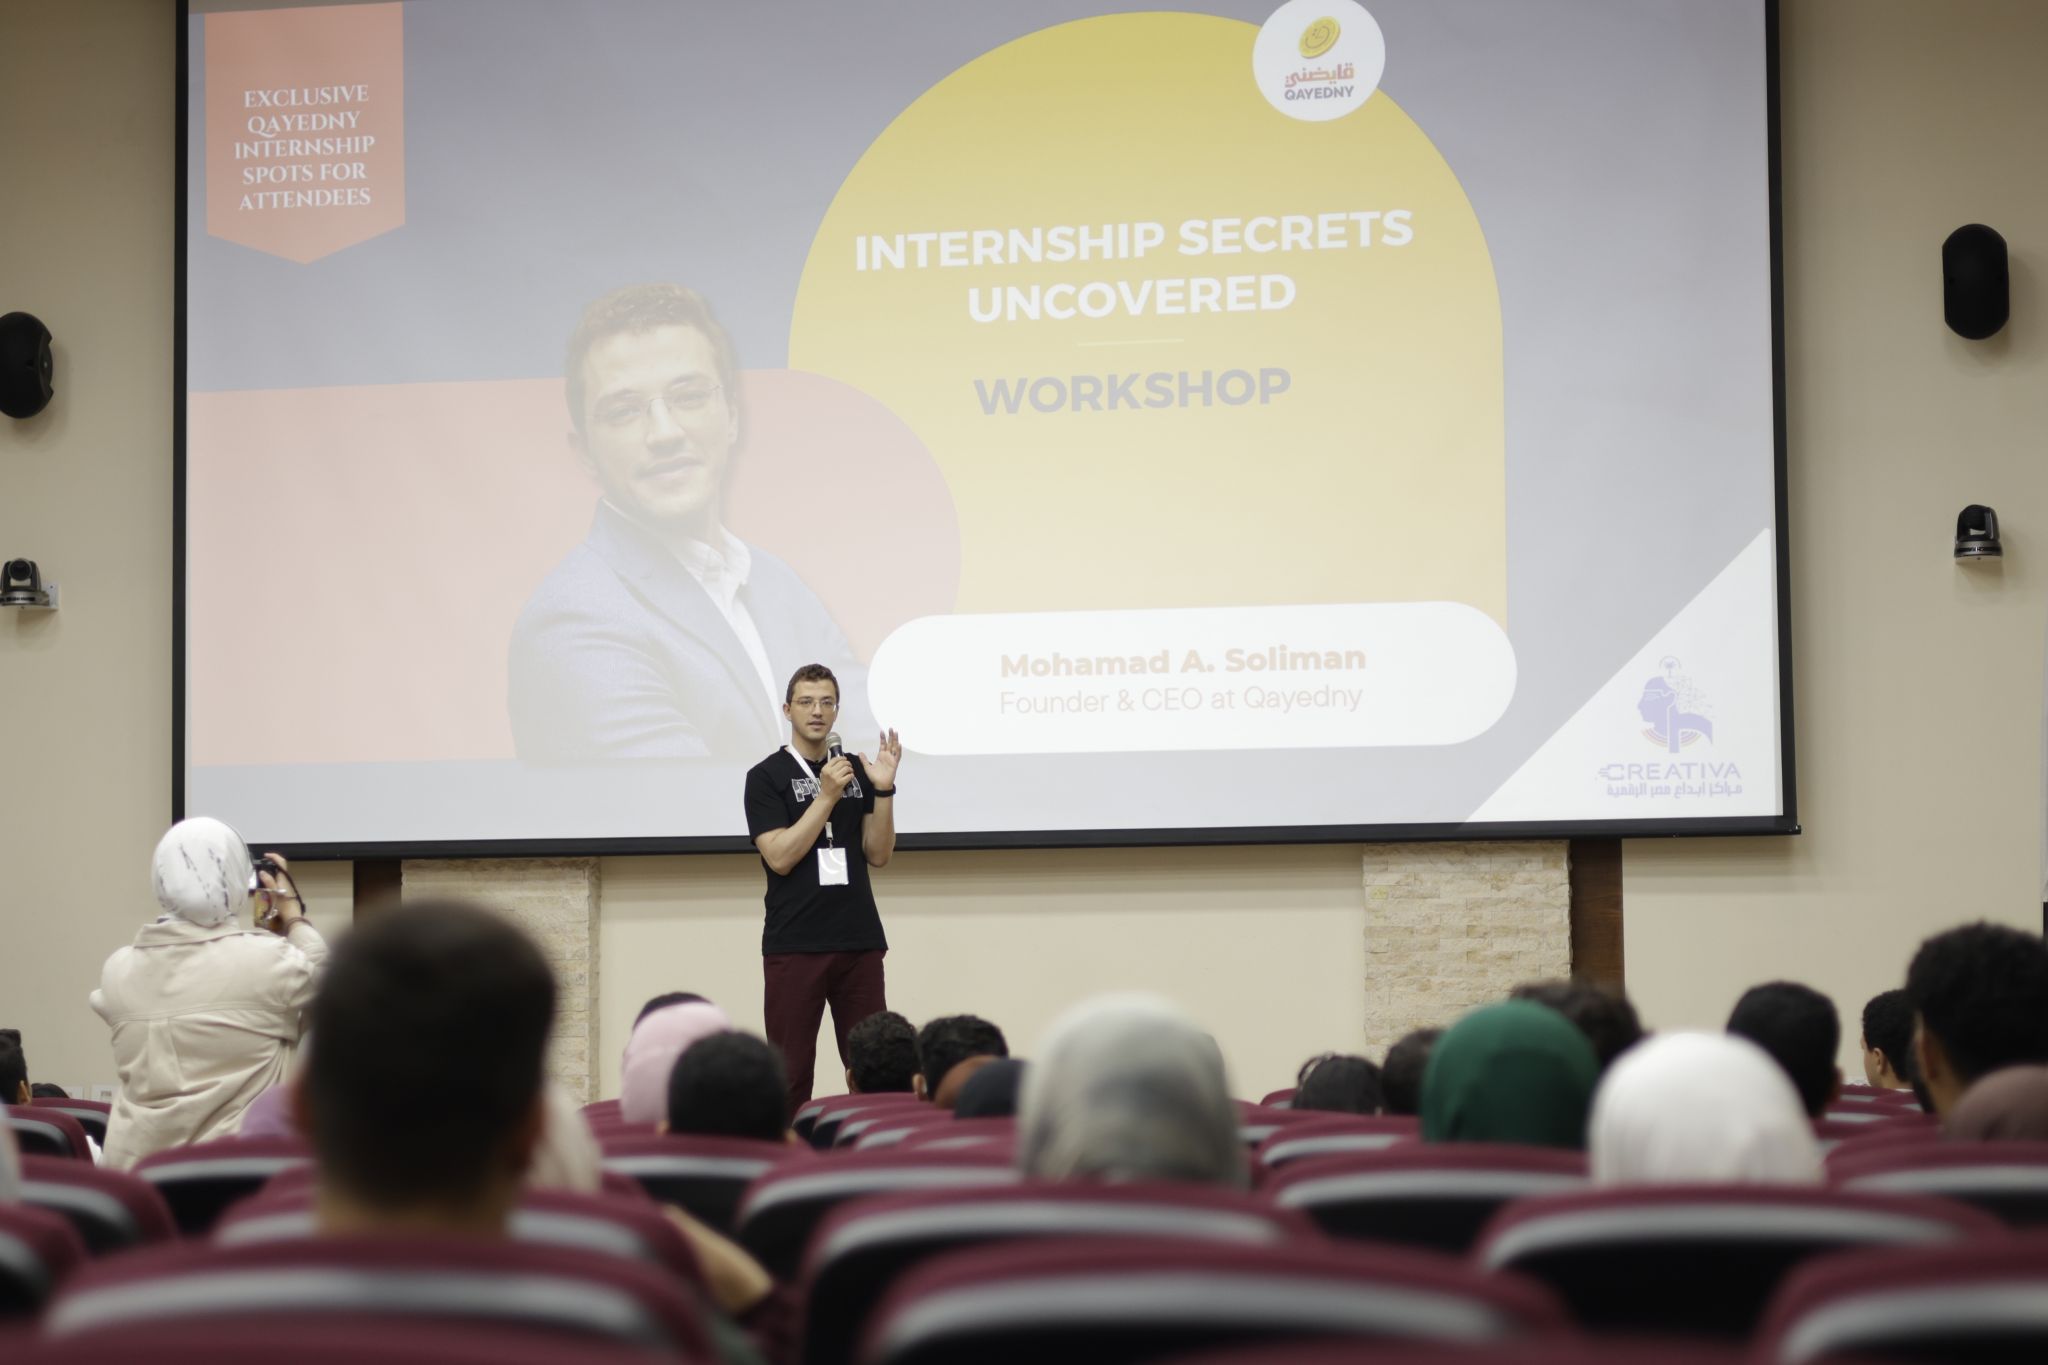 EXCLUSIVE
QAYEDNY
INTERNSHIP
SPOTS FOR
ATTENDEES
قايضني
QAYEDNY
INTERNSHIP SECRETS
UNCOVERED
WORKSHOP
Mohamad A. Soliman
Founder & CEO at Qayedny
CREATIVA
مراكز ابداع مصر الرقمية